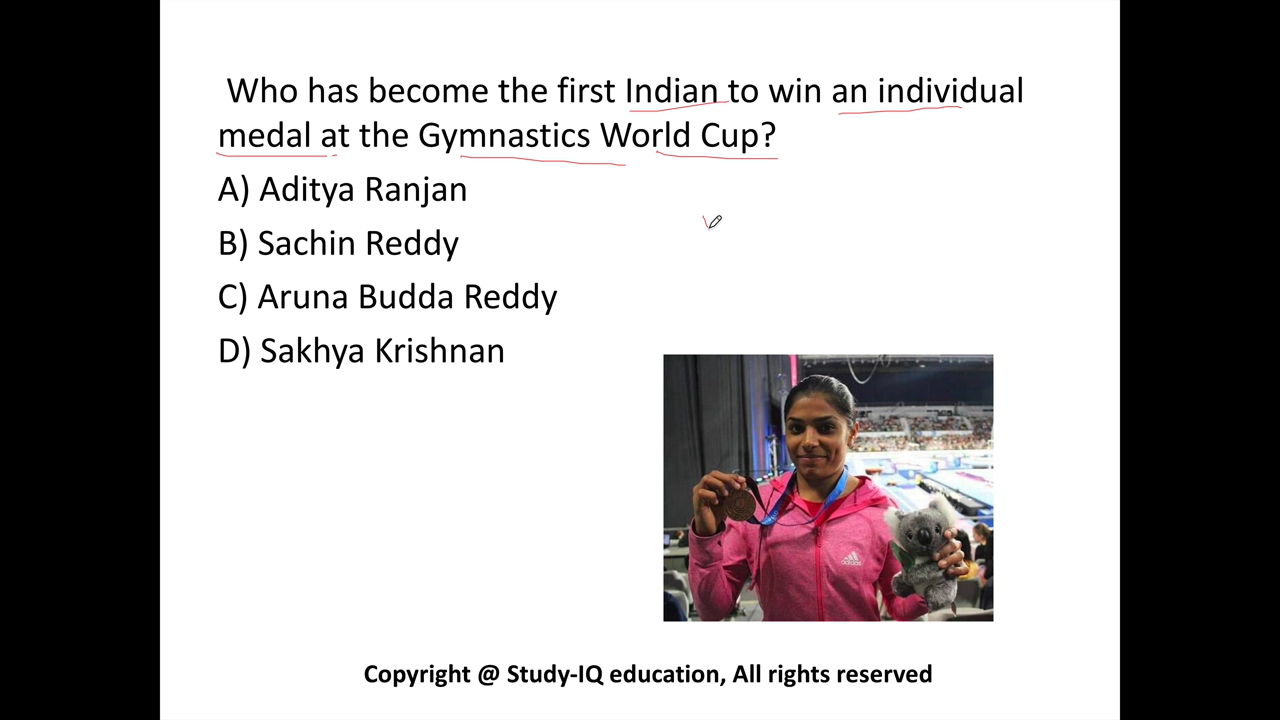 Who has become the first Indian to win an individual
medal at the Gymnastics World Cup?
A) Aditya Ranjan
B) Sachin Reddy
C) Aruna Budda Reddy
D) Sakhya Krishnan
adidas
Copyright @ Study-IQ education, All rights reserved